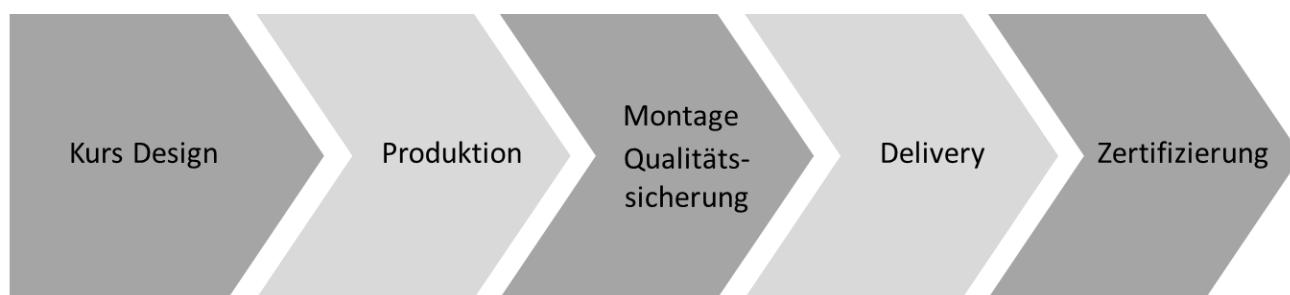 Kurs Design
Produktion
Montage
Qualitäts-
sicherung
Delivery
Zertifizierung